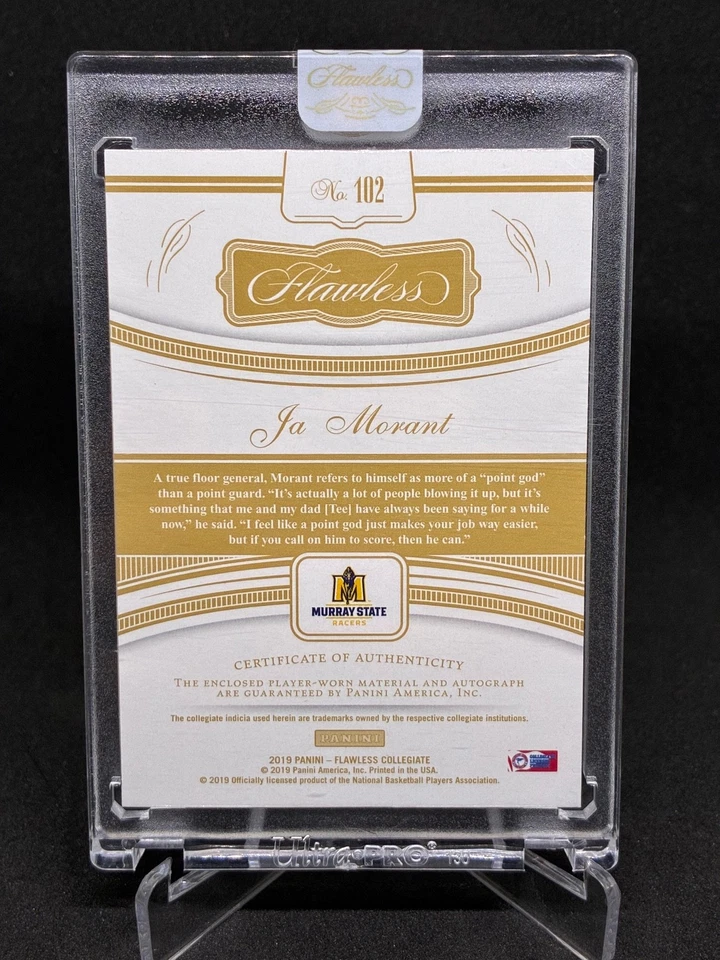 Flawless
No. 102
Flawless
Ja Morant
A true floor general, Morant refers to himself as more of a “point god”
than a point guard. “It’s actually a lot of people blowing it up, but it’s
something that me and my dad [Tee] have always been saying for a while
now,” he said. “I feel like a point god just makes your job way easier,
but if you call on him to score, then he can.”
M
MURRAY STATE
RACERS
CERTIFICATE OF AUTHENTICITY
THE ENCLOSED PLAYER-WORN MATERIAL AND AUTOGRAPH
ARE GUARANTEED BY PANINI AMERICA, INC.
The collegiate indicia used herein are trademarks owned by the respective collegiate institutions.
PANINI
2019 PANINI – FLAWLESS COLLEGIATE
© 2019 Panini America, Inc. Printed in the USA.
© 2019 Officially licensed product of the National Basketball Players Association.
Ultra PRO®